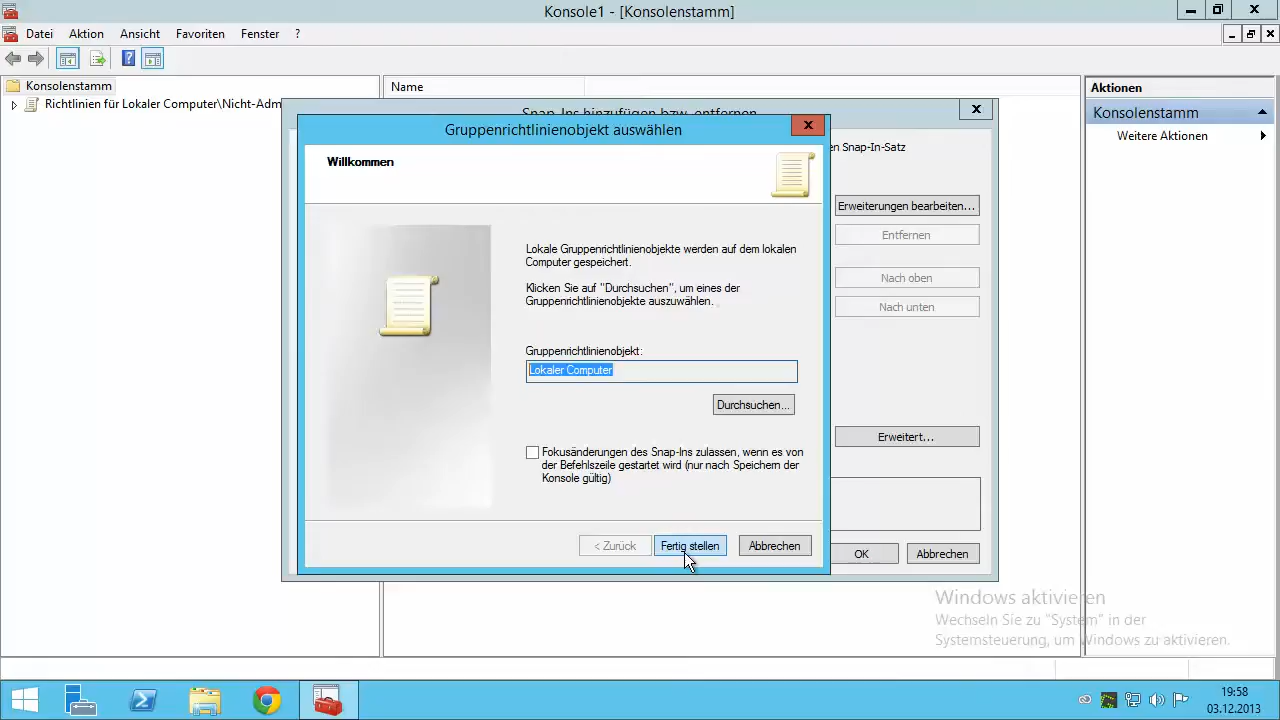 Konsole1 - [Konsolenstamm]
Datei Aktion Ansicht Favoriten Fenster ?
Konsolenstamm
Richtlinien für Lokaler Computer\Nicht-Adm
Name
Aktionen
Konsolenstamm
Weitere Aktionen
Snap-Ins hinzufügen bzw. entfernen
en Snap-In-Satz
Erweiterungen bearbeiten...
Entfernen
Nach oben
Nach unten
Erweitert...
OK Abbrechen
Gruppenrichtlinienobjekt auswählen
Willkommen
Lokale Gruppenrichtlinienobjekte werden auf dem lokalen
Computer gespeichert.
Klicken Sie auf "Durchsuchen", um eines der
Gruppenrichtlinienobjekte auszuwählen.
Gruppenrichtlinienobjekt:
Lokaler Computer
Durchsuchen...
Fokusänderungen des Snap-Ins zulassen, wenn es von
der Befehlszeile gestartet wird (nur nach Speichern der
Konsole gültig)
< Zurück Fertig stellen Abbrechen
Windows aktivieren
Wechseln Sie zu "System" in der
Systemsteuerung, um Windows zu aktivieren.
19:58
03.12.2013